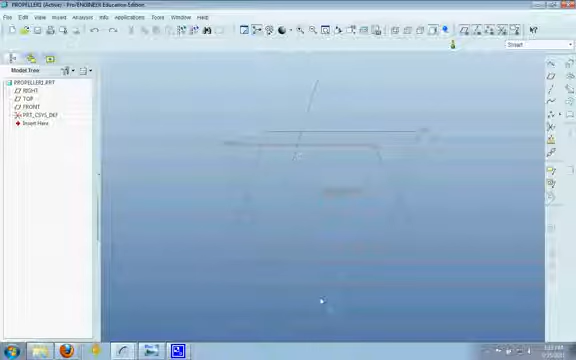 PROPELLER1 (Active) - Pro/ENGINEER Education Edition
File Edit View Insert Analysis Info Applications Tools Window Help
Smart
Model Tree
PROPELLER1.PRT
RIGHT
TOP
FRONT
PRT_CSYS_DEF
Insert Here